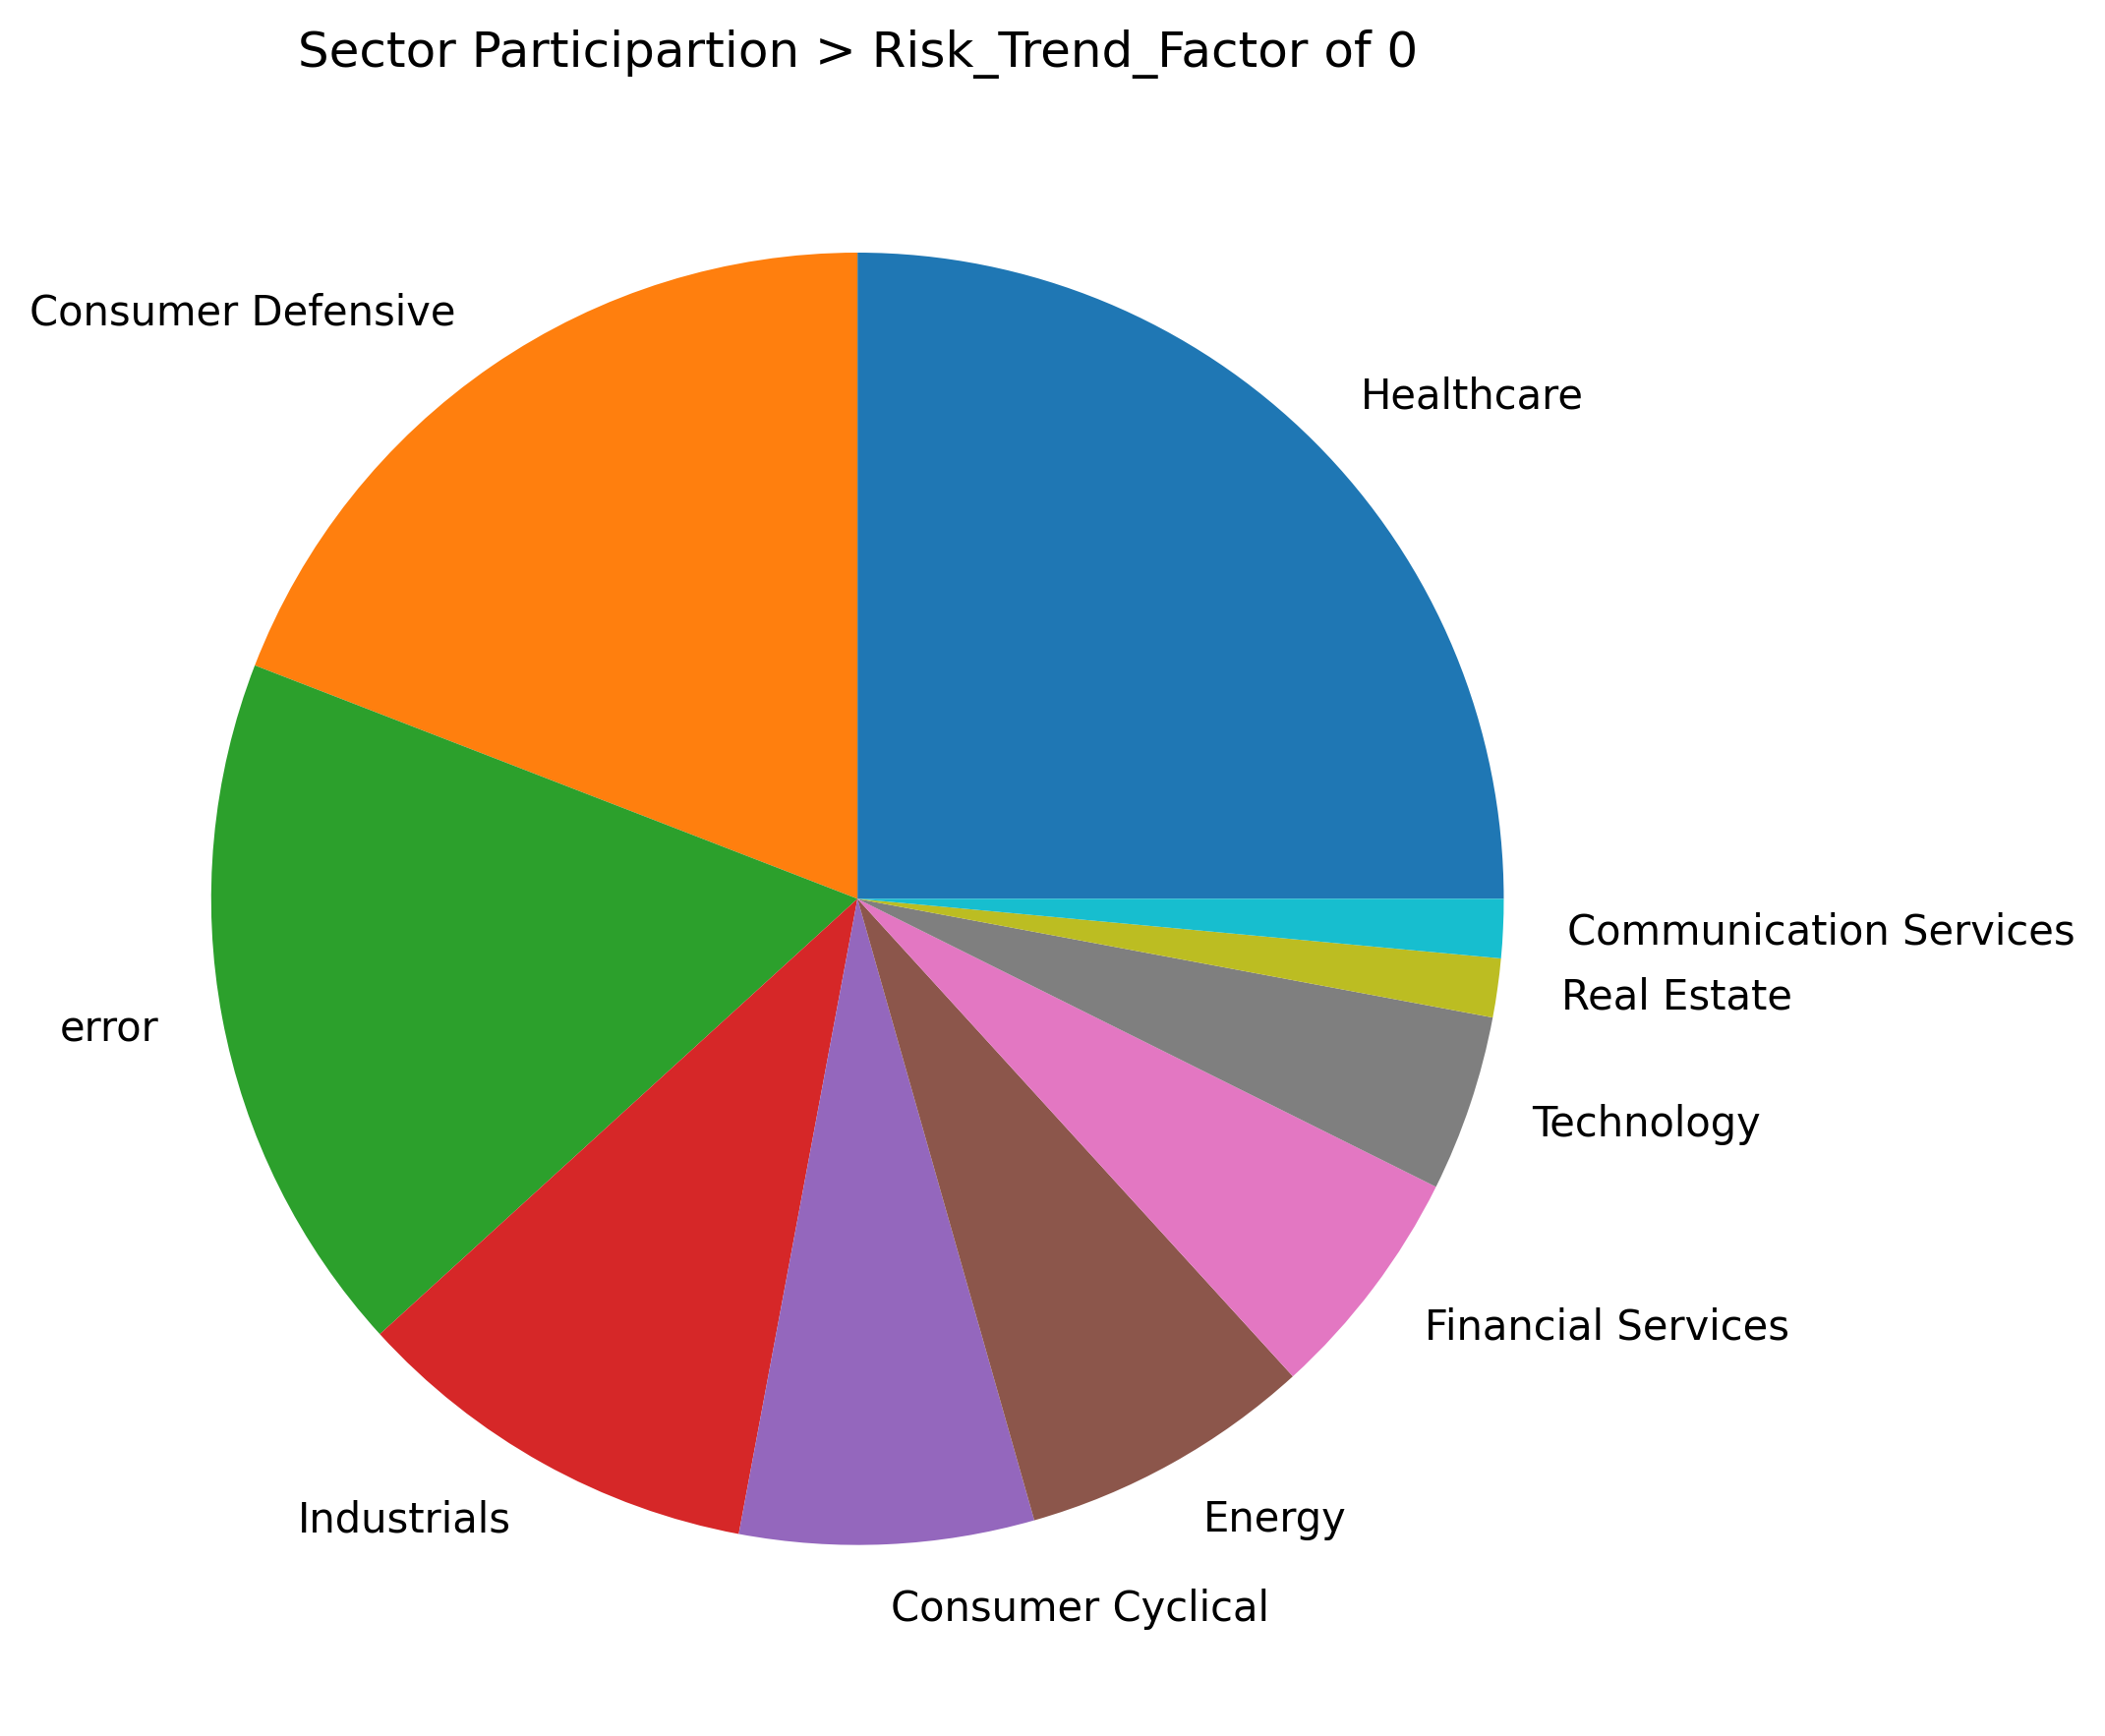 Sector Participartion > Risk_Trend_Factor of 0
Consumer Defensive
Healthcare
Communication Services
Real Estate
error
Technology
Financial Services
Industrials
Energy
Consumer Cyclical